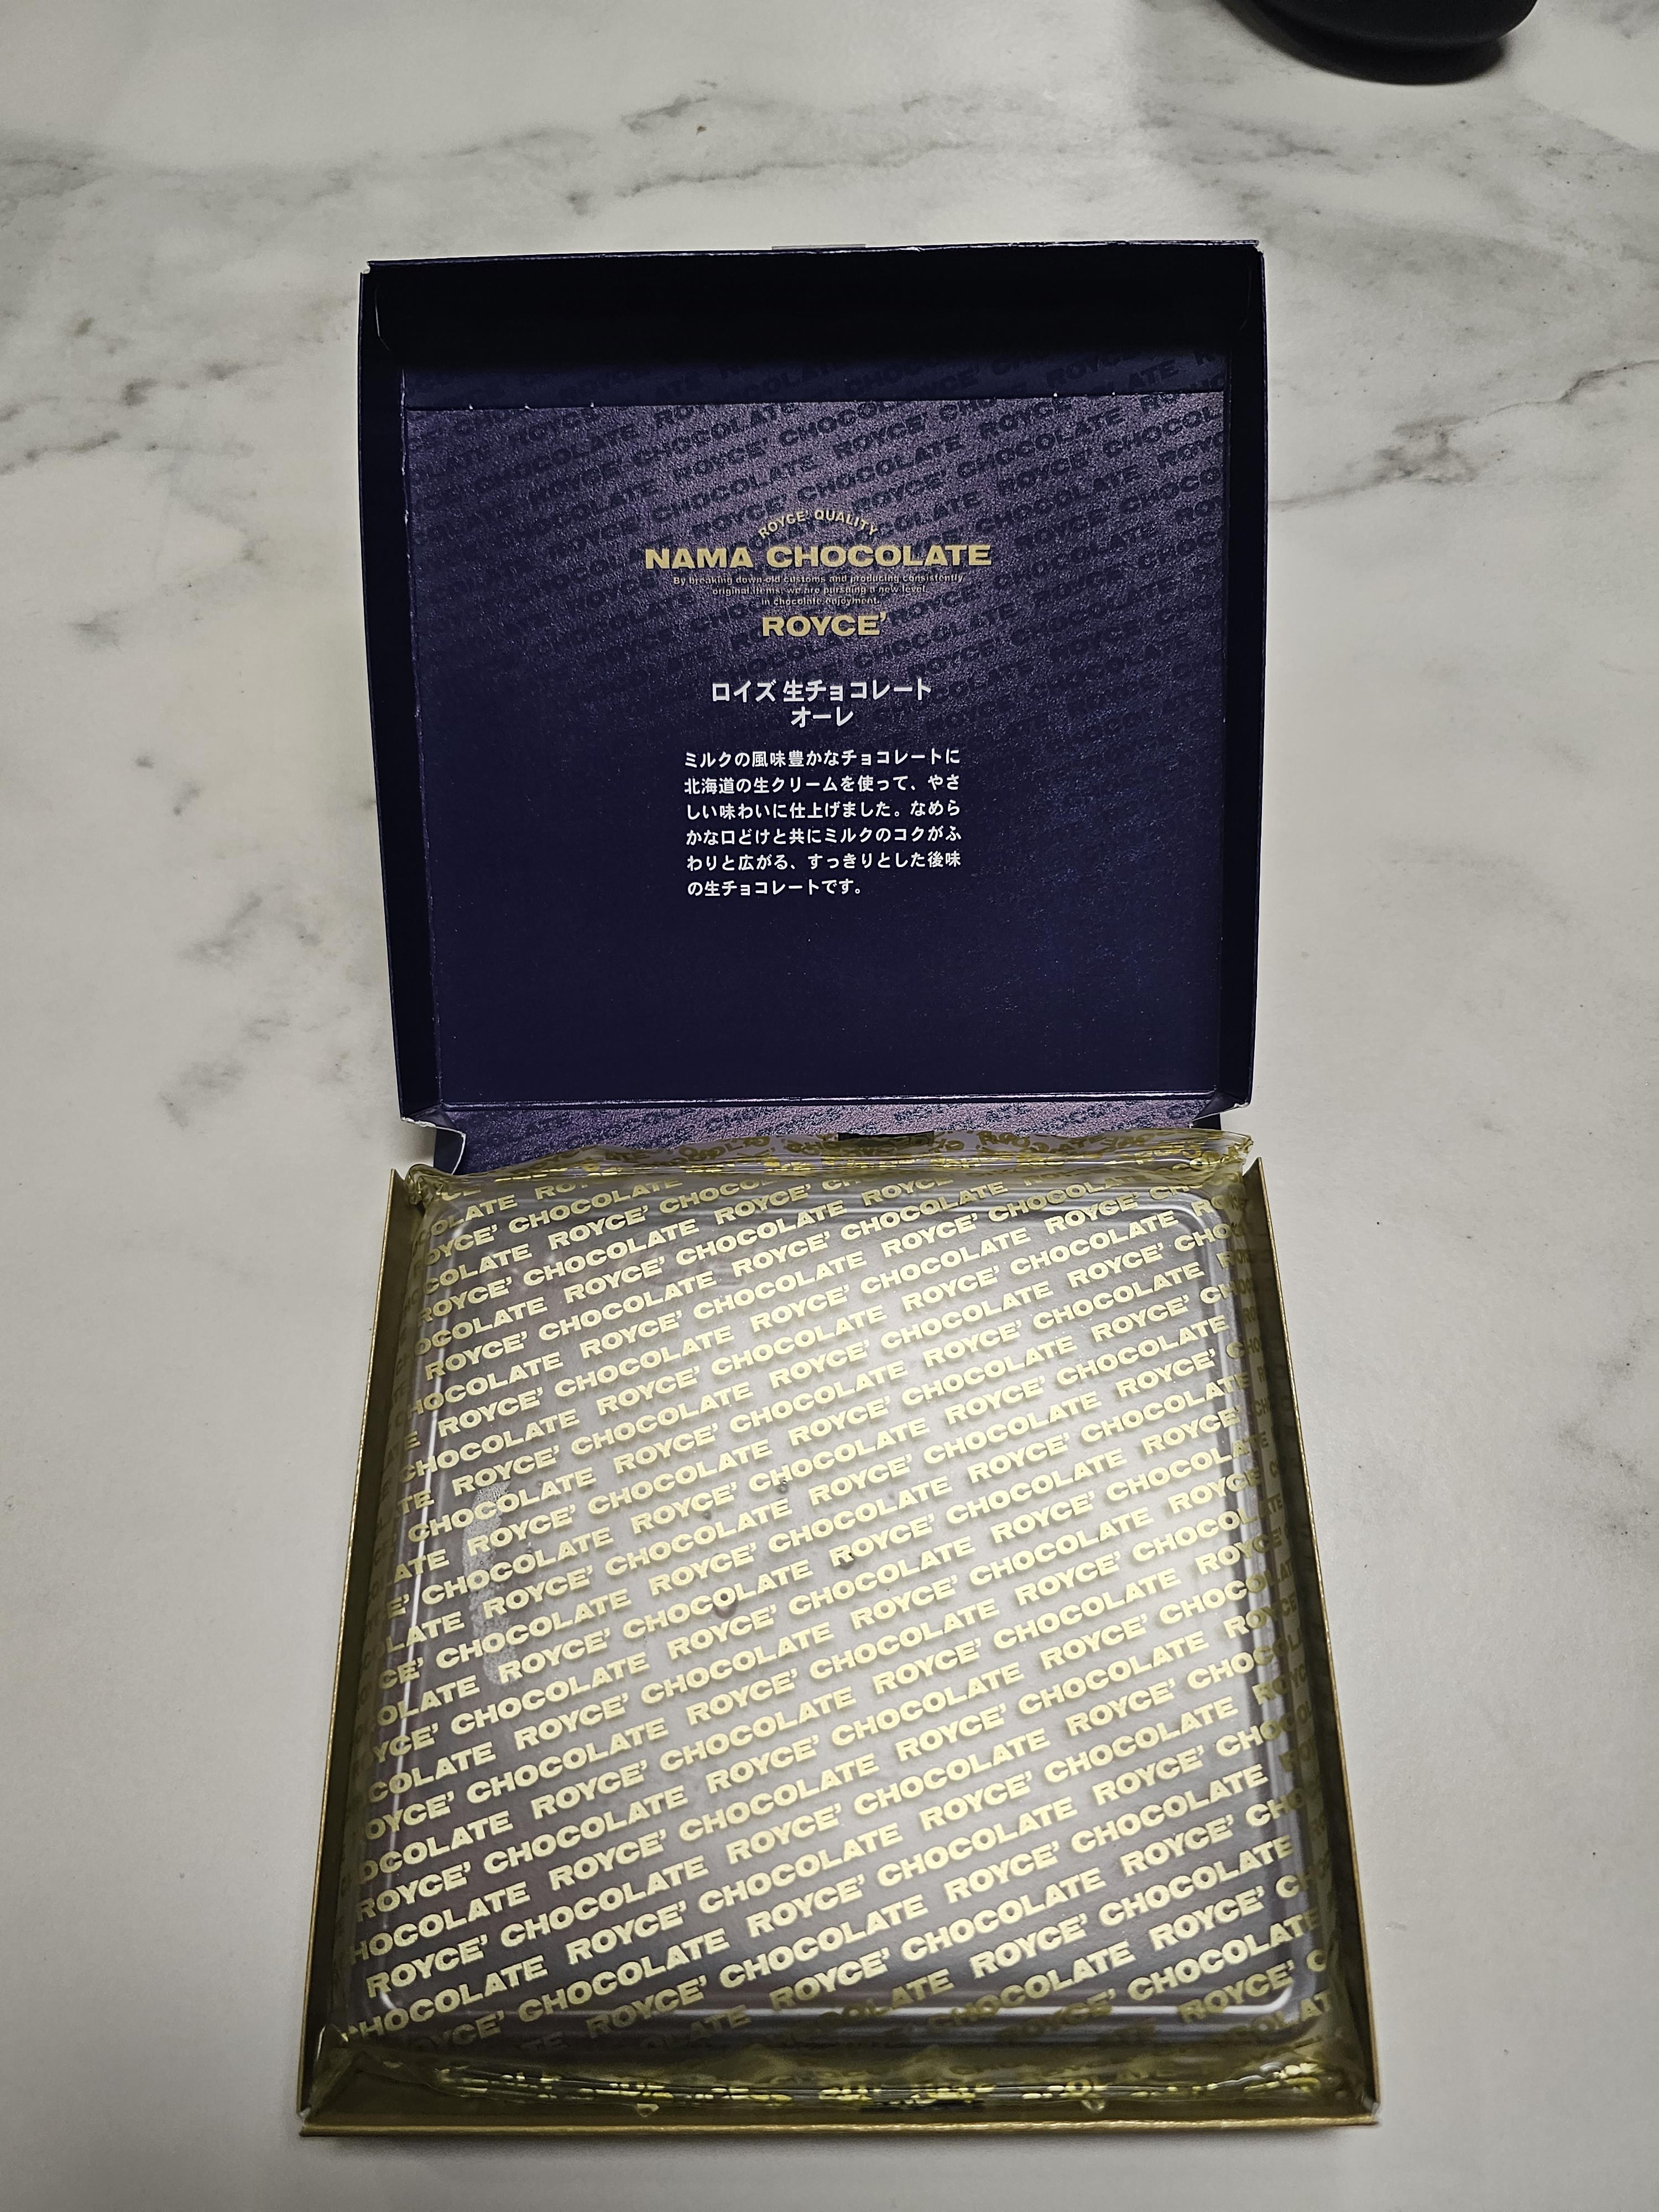 ROYCE' QUALITY
NAMA CHOCOLATE
By breaking down old customs and producing consistently
original items, we are pursuing a new level
in chocolate enjoyment.
ROYCE'
ロイズ 生チョコレート
オーレ
ミルクの風味豊かなチョコレートに
北海道の生クリームを使って、やさ
しい味わいに仕上げました。なめら
かな口どけと共にミルクのコクがふ
わりと広がる、すっきりとした後味
の生チョコレートです。
ROYCE' CHOCOLATE ROYCE' CHOCOLATE ROYCE' CHOCOLATE